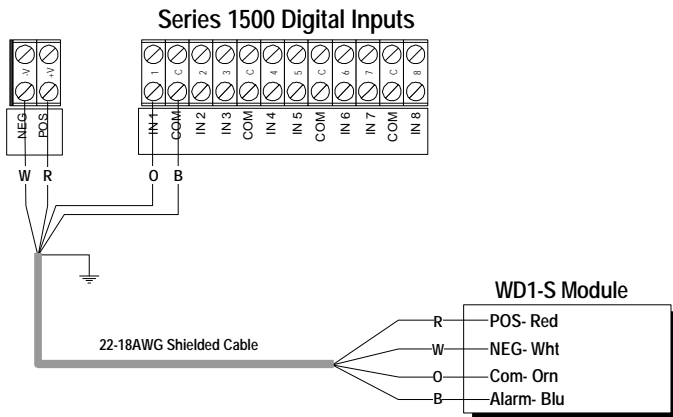 Series 1500 Digital Inputs
-V +V 1 C 2 3 C 4 5 C 6 7 C 8
NEG POS IN 1 COM IN 2 IN 3 COM IN 4 IN 5 COM IN 6 IN 7 COM IN 8
W R O B
WD1-S Module
R POS- Red
22-18AWG Shielded Cable
W NEG- Wht
O Com- Orn
B Alarm- Blu